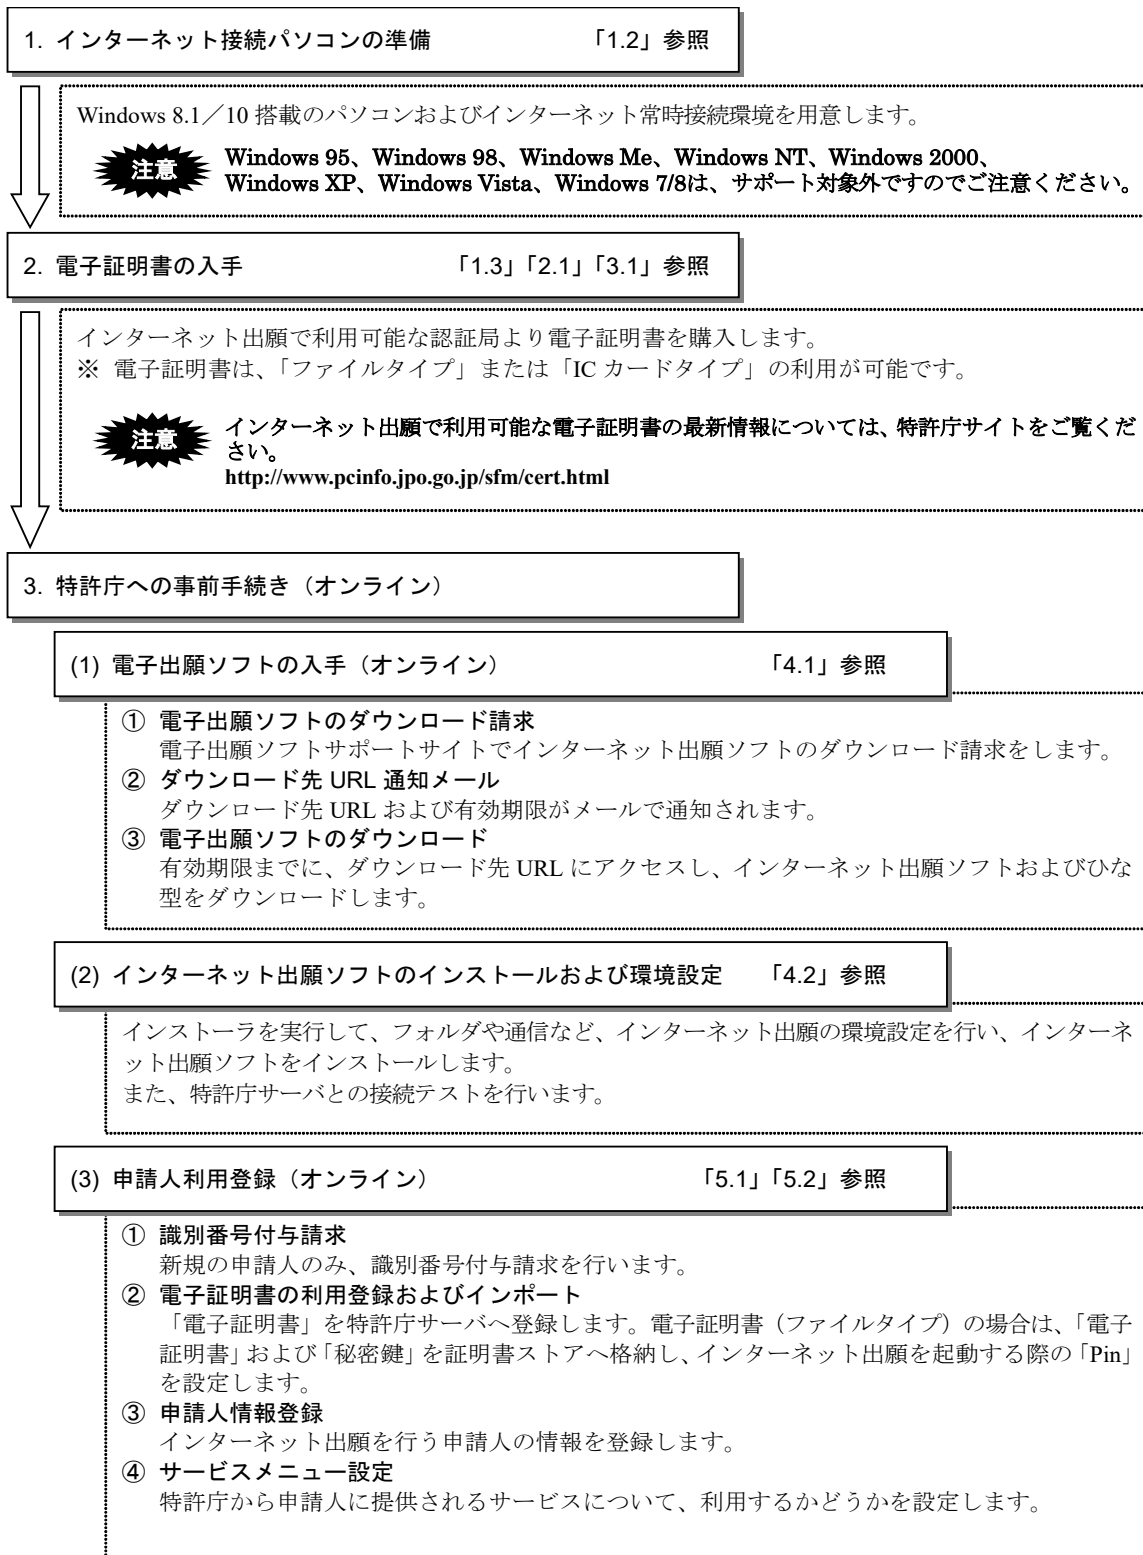 1. インターネット接続パソコンの準備 「1.2」参照
Windows 8.1／10 搭載のパソコンおよびインターネット常時接続環境を用意します。
注意 Windows 95、Windows 98、Windows Me、Windows NT、Windows 2000、
Windows XP、Windows Vista、Windows 7/8は、サポート対象外ですのでご注意ください。
2. 電子証明書の入手 「1.3」「2.1」「3.1」参照
インターネット出願で利用可能な認証局より電子証明書を購入します。
※ 電子証明書は、「ファイルタイプ」または「IC カードタイプ」の利用が可能です。
注意 インターネット出願で利用可能な電子証明書の最新情報については、特許庁サイトをご覧くだ
さい。
http://www.pcinfo.jpo.go.jp/sfm/cert.html
3. 特許庁への事前手続き（オンライン）
(1) 電子出願ソフトの入手（オンライン） 「4.1」参照
① 電子出願ソフトのダウンロード請求
電子出願ソフトサポートサイトでインターネット出願ソフトのダウンロード請求をします。
② ダウンロード先 URL 通知メール
ダウンロード先 URL および有効期限がメールで通知されます。
③ 電子出願ソフトのダウンロード
有効期限までに、ダウンロード先 URL にアクセスし、インターネット出願ソフトおよびひな
型をダウンロードします。
(2) インターネット出願ソフトのインストールおよび環境設定 「4.2」参照
インストーラを実行して、フォルダや通信など、インターネット出願の環境設定を行い、インターネ
ット出願ソフトをインストールします。
また、特許庁サーバとの接続テストを行います。
(3) 申請人利用登録（オンライン） 「5.1」「5.2」参照
① 識別番号付与請求
新規の申請人のみ、識別番号付与請求を行います。
② 電子証明書の利用登録およびインポート
「電子証明書」を特許庁サーバへ登録します。電子証明書（ファイルタイプ）の場合は、「電子
証明書」および「秘密鍵」を証明書ストアへ格納し、インターネット出願を起動する際の「Pin」
を設定します。
③ 申請人情報登録
インターネット出願を行う申請人の情報を登録します。
④ サービスメニュー設定
特許庁から申請人に提供されるサービスについて、利用するかどうかを設定します。